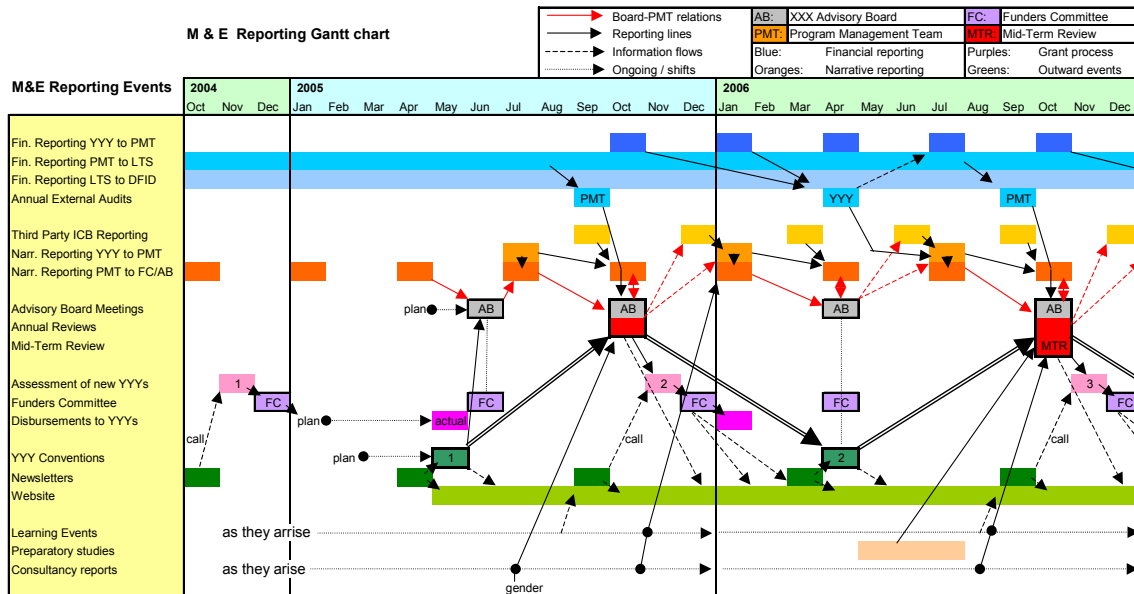 M & E Reporting Gantt chart
Board-PMT relations
Reporting lines
Information flows
Ongoing / shifts
AB: XXX Advisory Board FC: Funders Committee
PMT: Program Management Team MTR: Mid-Term Review
Blue: Financial reporting Purples: Grant process
Oranges: Narrative reporting Greens: Outward events
M&E Reporting Events 2004 2005 2006
Oct Nov Dec Jan Feb Mar Apr May Jun Jul Aug Sep Oct Nov Dec Jan Feb Mar Apr May Jun Jul Aug Sep Oct Nov Dec
Fin. Reporting YYY to PMT
Fin. Reporting PMT to LTS
Fin. Reporting LTS to DFID
Annual External Audits PMT YYY PMT
Third Party ICB Reporting
Narr. Reporting YYY to PMT
Narr. Reporting PMT to FC/AB
Advisory Board Meetings plan AB AB AB AB
Annual Reviews
Mid-Term Review MTR
Assessment of new YYYs 1 2 3
Funders Committee FC FC FC FC FC
Disbursements to YYYs plan actual
call call call
YYY Conventions plan 1 2
Newsletters
Website
Learning Events as they arrise
Preparatory studies
Consultancy reports as they arise
gender